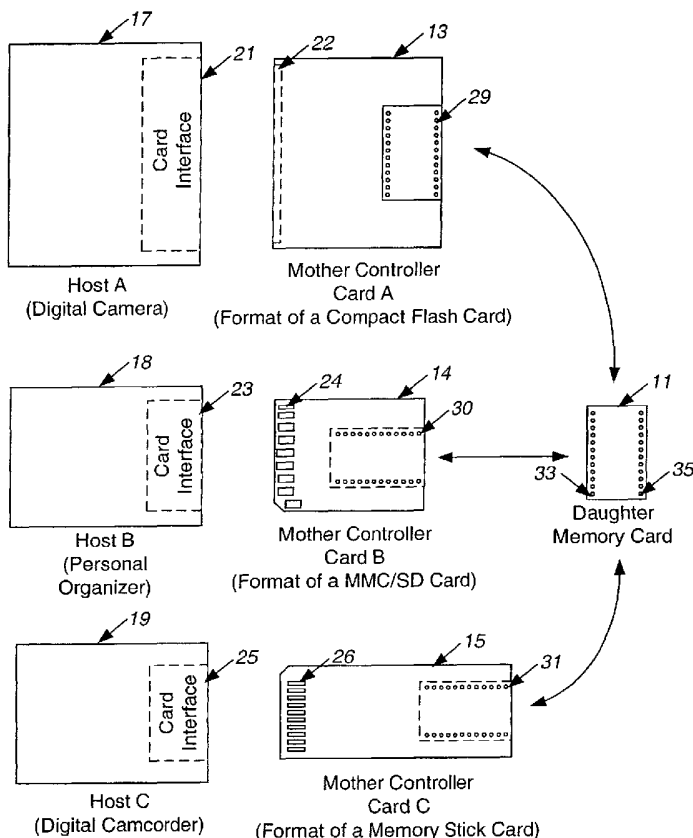 17
21
22
13
29
Card
Interface
Host A
(Digital Camera)
Mother Controller
Card A
(Format of a Compact Flash Card)
18
23
24
14
30
11
Card
Interface
33
35
Daughter
Memory Card
Host B
(Personal
Organizer)
Mother Controller
Card B
(Format of a MMC/SD Card)
19
25
26
15
31
Card
Interface
Host C
(Digital Camcorder)
Mother Controller
Card C
(Format of a Memory Stick Card)